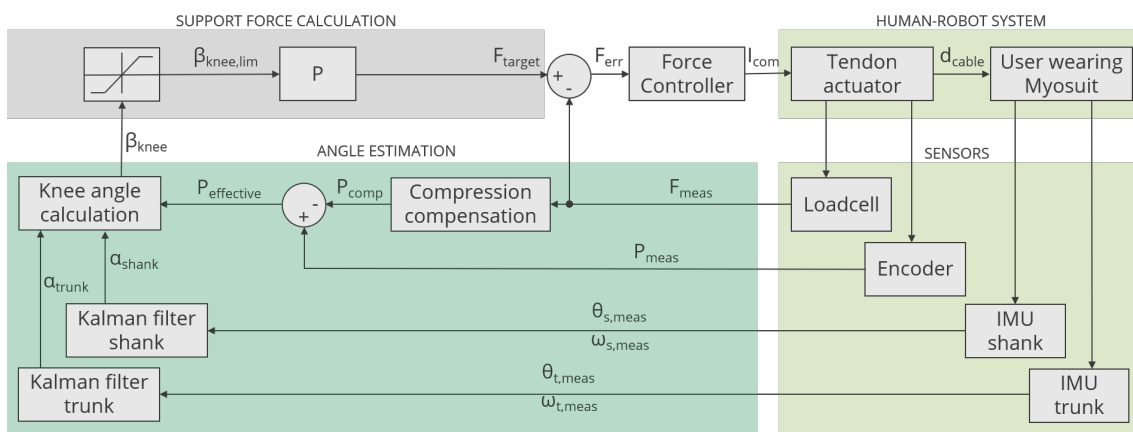 SUPPORT FORCE CALCULATION
HUMAN-ROBOT SYSTEM
βknee,lim
P
Ftarget
+
-
Ferr
Force
Controller
Icom
Tendon
actuator
dcable
User wearing
Myosuit
βknee
ANGLE ESTIMATION
SENSORS
Knee angle
calculation
Peffective
-
+
Pcomp
Compression
compensation
Fmeas
Loadcell
Pmeas
Encoder
αshank
αtrunk
Kalman filter
shank
θs,meas
ωs,meas
IMU
shank
Kalman filter
trunk
θt,meas
ωt,meas
IMU
trunk